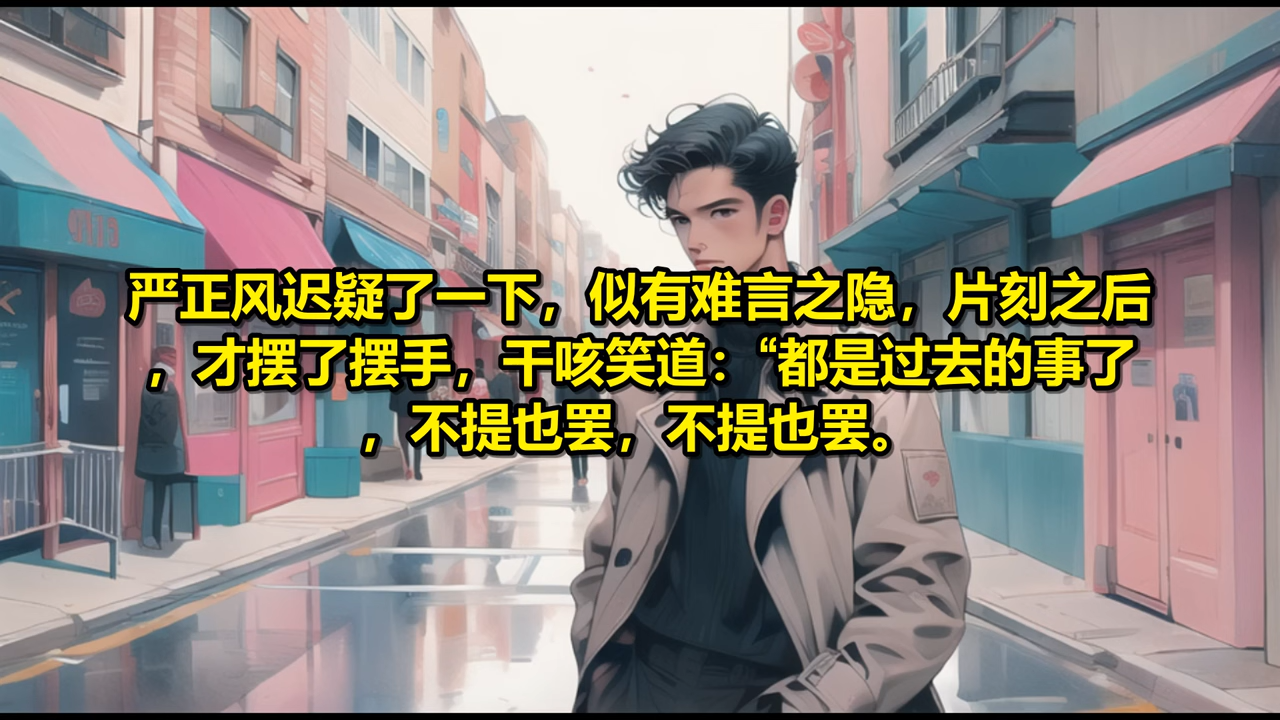 严正风迟疑了一下，似有难言之隐，片刻之后
，才摆了摆手，干咳笑道：“都是过去的事了
，不提也罢，不提也罢。